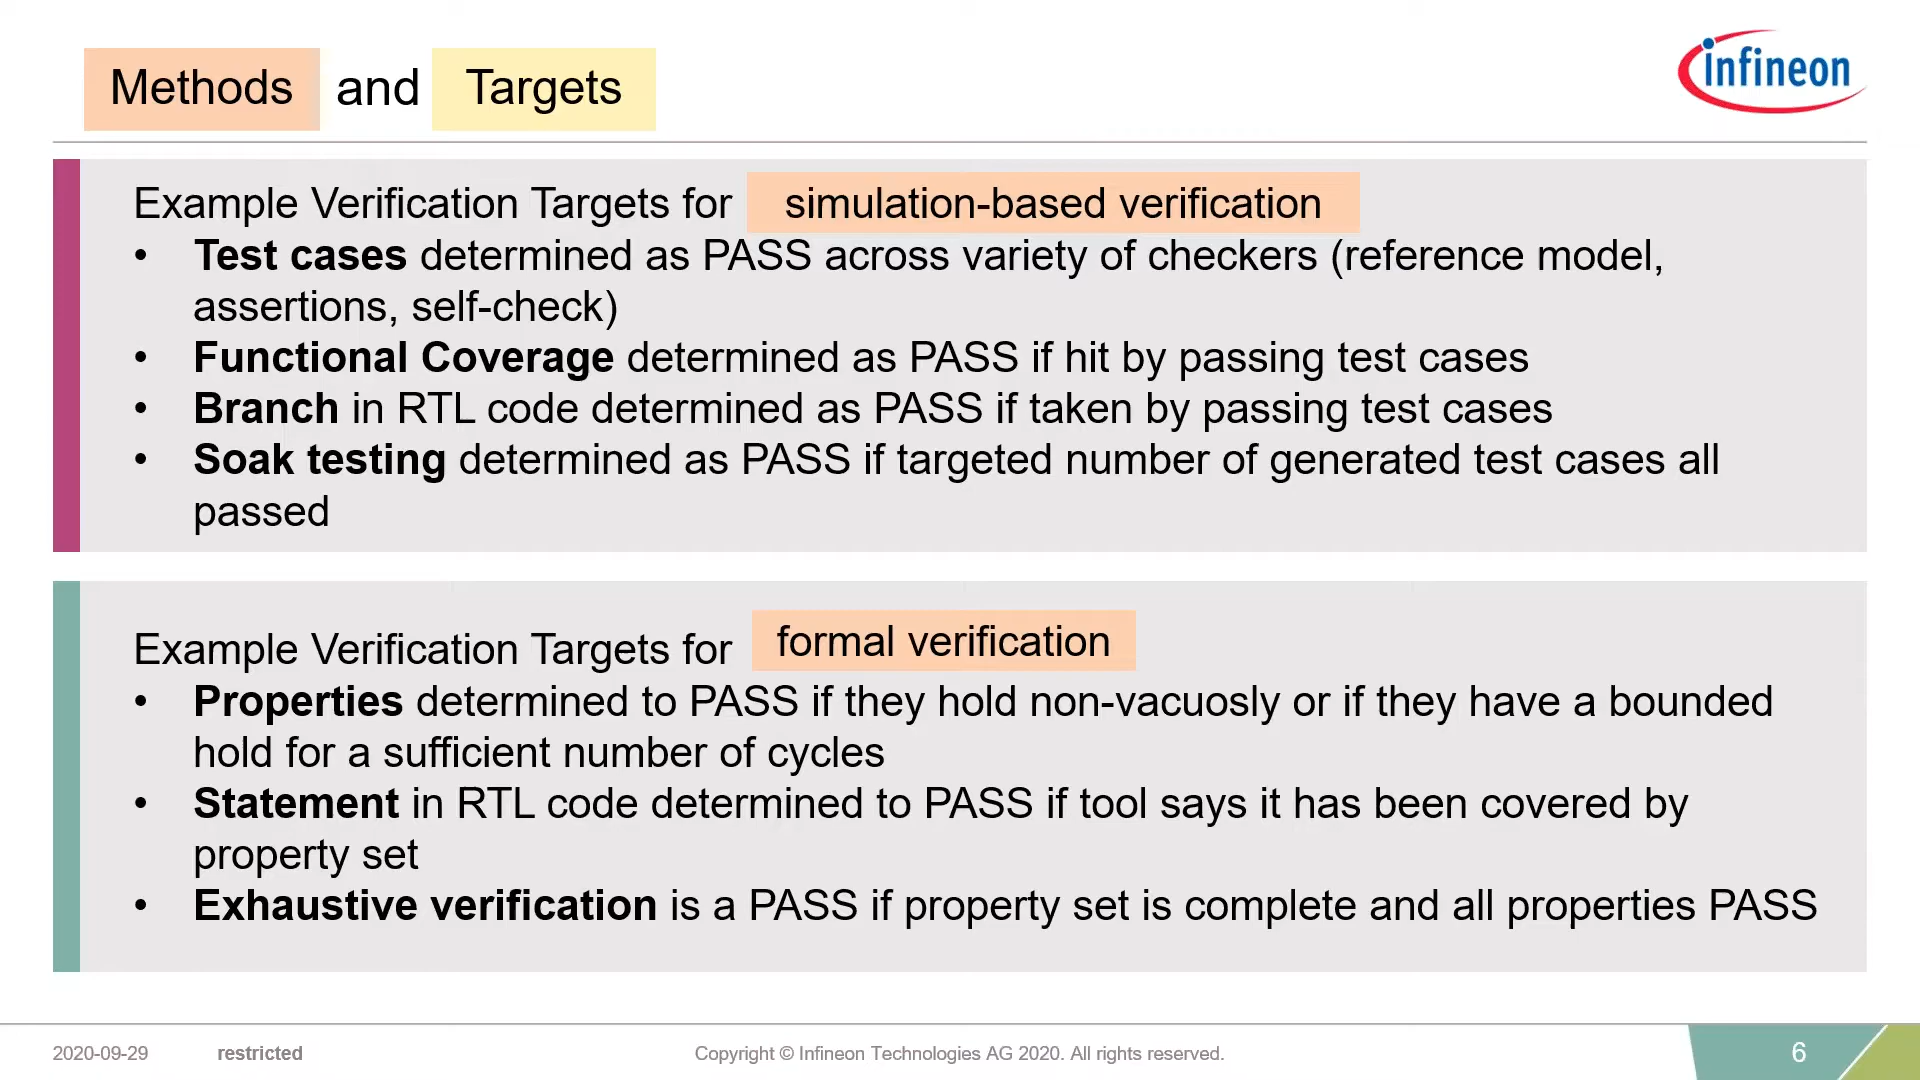 Methods and Targets
infineon
Example Verification Targets for simulation-based verification
• Test cases determined as PASS across variety of checkers (reference model,
assertions, self-check)
• Functional Coverage determined as PASS if hit by passing test cases
• Branch in RTL code determined as PASS if taken by passing test cases
• Soak testing determined as PASS if targeted number of generated test cases all
passed
Example Verification Targets for formal verification
• Properties determined to PASS if they hold non-vacuosly or if they have a bounded
hold for a sufficient number of cycles
• Statement in RTL code determined to PASS if tool says it has been covered by
property set
• Exhaustive verification is a PASS if property set is complete and all properties PASS
2020-09-29 restricted Copyright © Infineon Technologies AG 2020. All rights reserved. 6